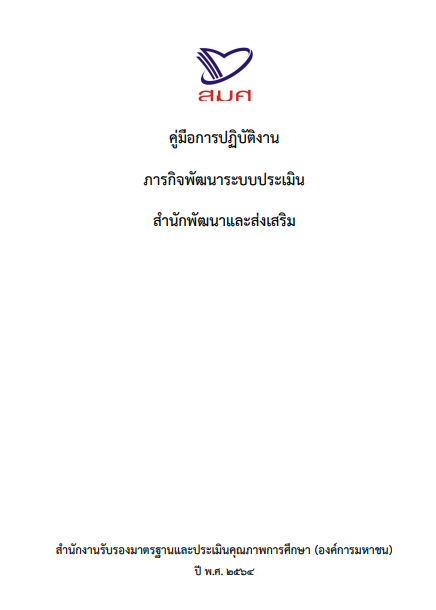 สมศ
คู่มือการปฏิบัติงาน
ภารกิจพัฒนาระบบประเมิน
สำนักพัฒนาและส่งเสริม
สำนักงานรับรองมาตรฐานและประเมินคุณภาพการศึกษา (องค์การมหาชน)
ปี พ.ศ. ๒๕๖๔